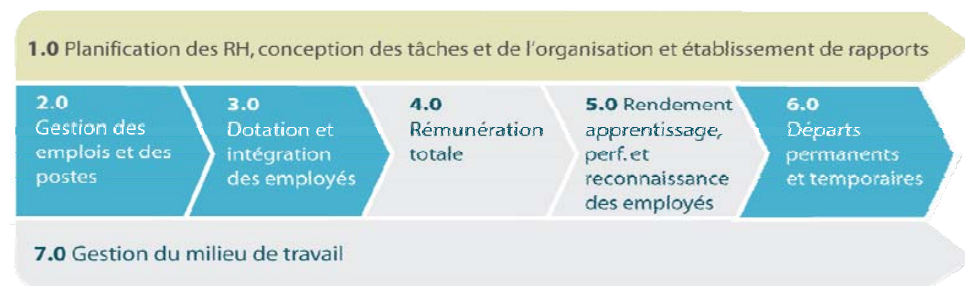 1.0 Planification des RH, conception des tâches et de l'organisation et établissement de rapports
2.0
Gestion des
emplois et des
postes
3.0
Dotation et
intégration
des employés
4.0
Rémunération
totale
5.0 Rendement
apprentissage,
perf. et
reconnaissance
des employés
6.0
Départs
permanents
et temporaires
7.0 Gestion du milieu de travail